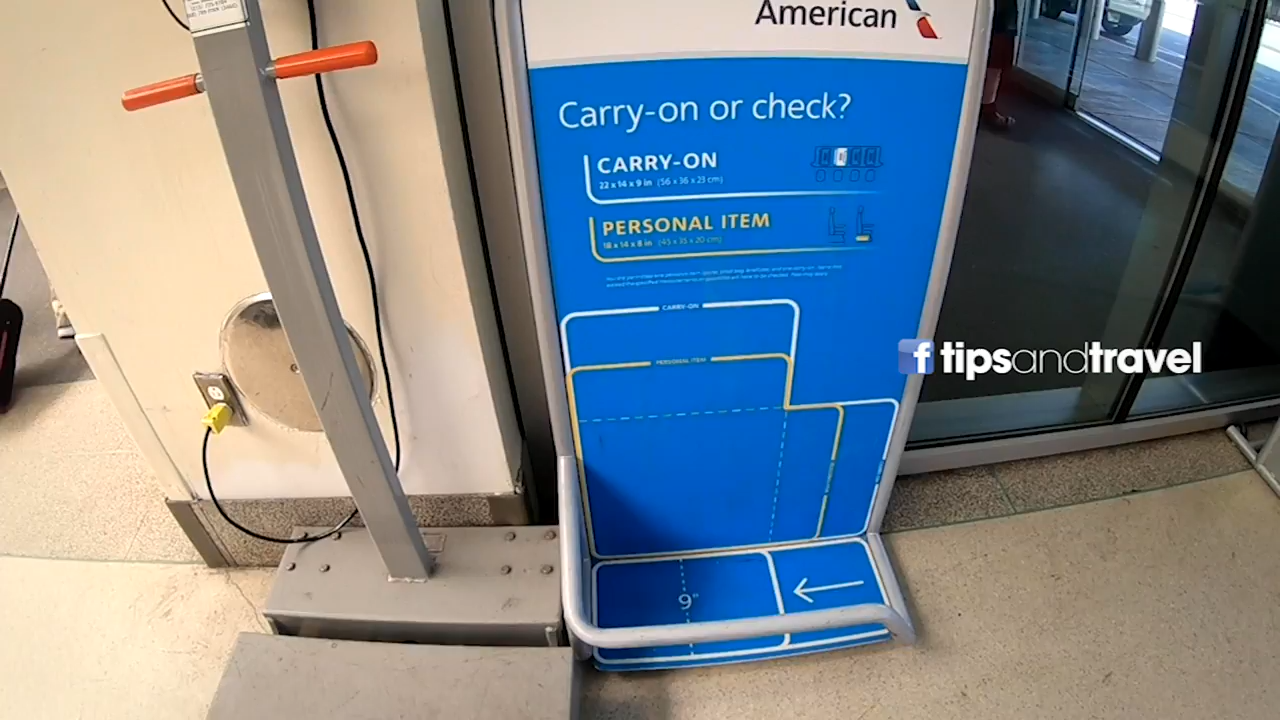 American
Carry-on or check?
CARRY-ON
22 x 14 x 9 in (56 x 36 x 23 cm)
PERSONAL ITEM
18 x 14 x 8 in (45 x 35 x 20 cm)
CARRY-ON
PERSONAL ITEM
f tipsandtravel
9"